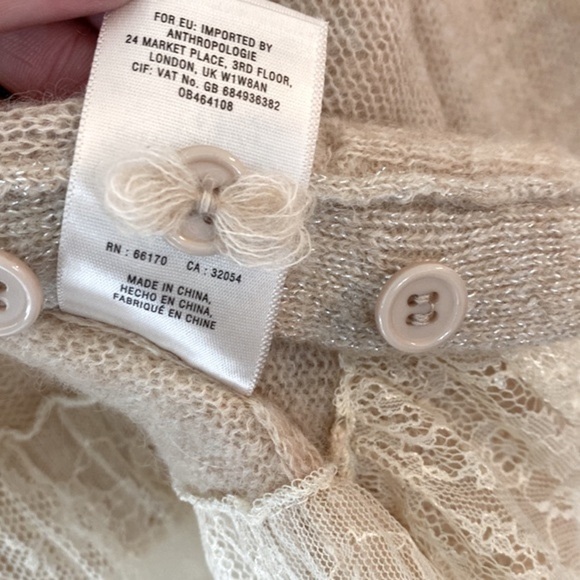 FOR EU: IMPORTED BY
ANTHROPOLOGIE
24 MARKET PLACE, 3RD FLOOR,
LONDON, UK W1W8AN
CIF: VAT No. GB 684936382
OB464108
RN : 66170 CA : 32054
MADE IN CHINA,
HECHO EN CHINA,
FABRIQUÉ EN CHINE